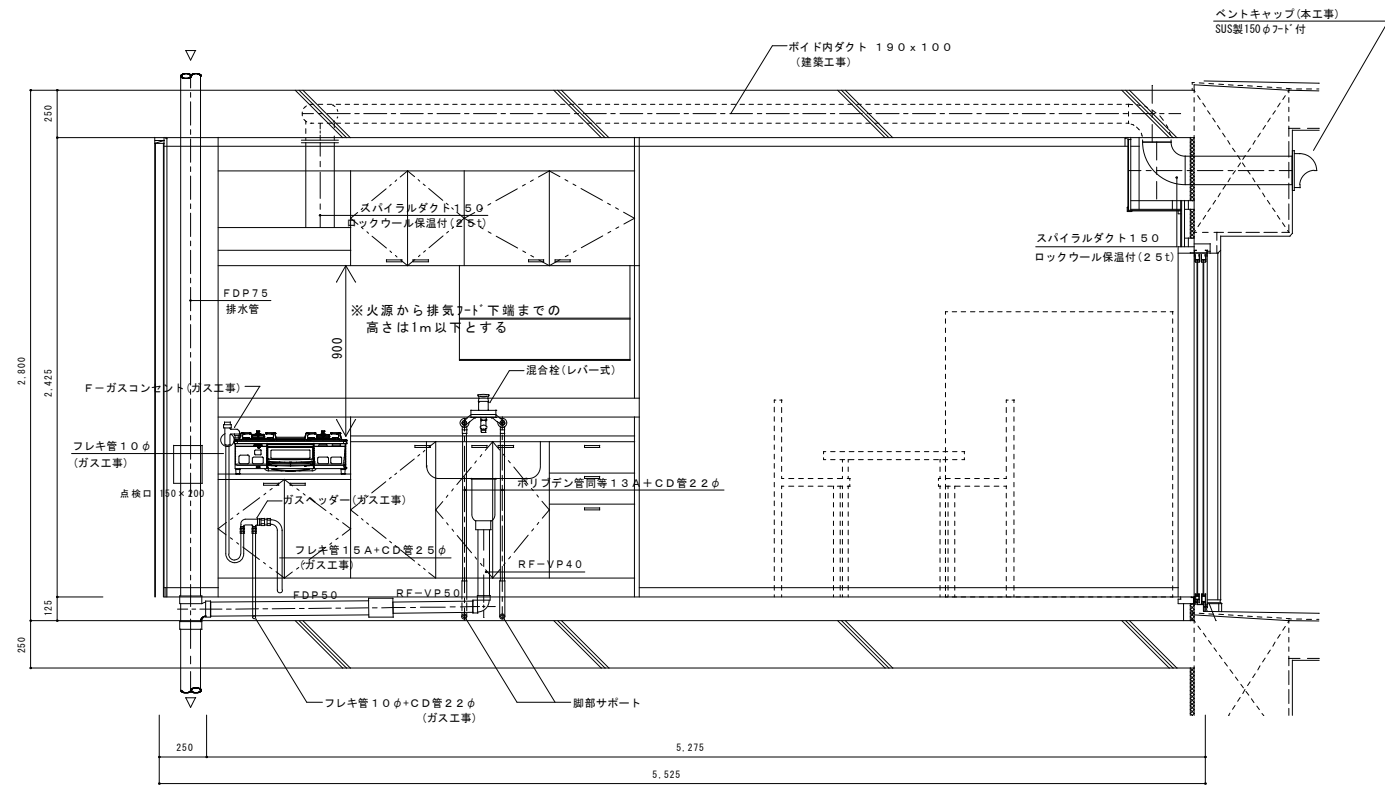 ベントキャップ(本工事)
SUS製150φフード付
ボイド内ダクト 190x100
(建築工事)
250
スパイラルダクト150
ロックウール保温付(25t)
スパイラルダクト150
ロックウール保温付(25t)
FDP75
排水管
※火源から排気フード下端までの
高さは1m以下とする
900
2,800
2,425
混合栓(レバー式)
F-ガスコンセント(ガス工事)
フレキ管10φ
(ガス工事)
点検口 150×200
ガスヘッダー(ガス工事)
ポリブデン管同等13A+CD管22φ
フレキ管15A+CD管25φ
(ガス工事)
RF-VP40
FDP50
RF-VP50
125
250
フレキ管10φ+CD管22φ
(ガス工事)
脚部サポート
250
5,275
5,525